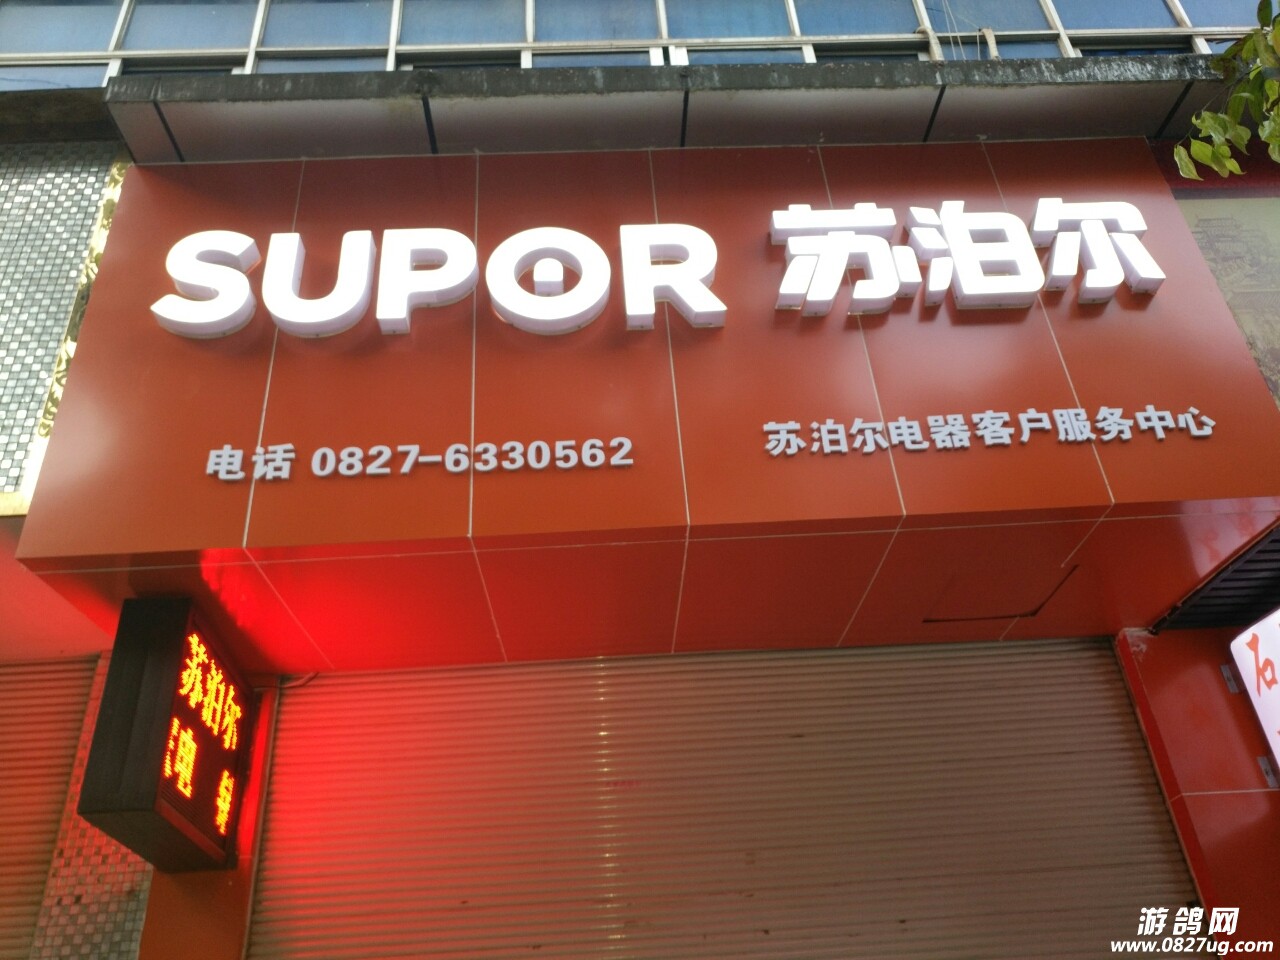 SUPOR 苏泊尔
电话 0827-6330562
苏泊尔电器客户服务中心
苏泊尔
石
游鸽网
www.0827ug.com